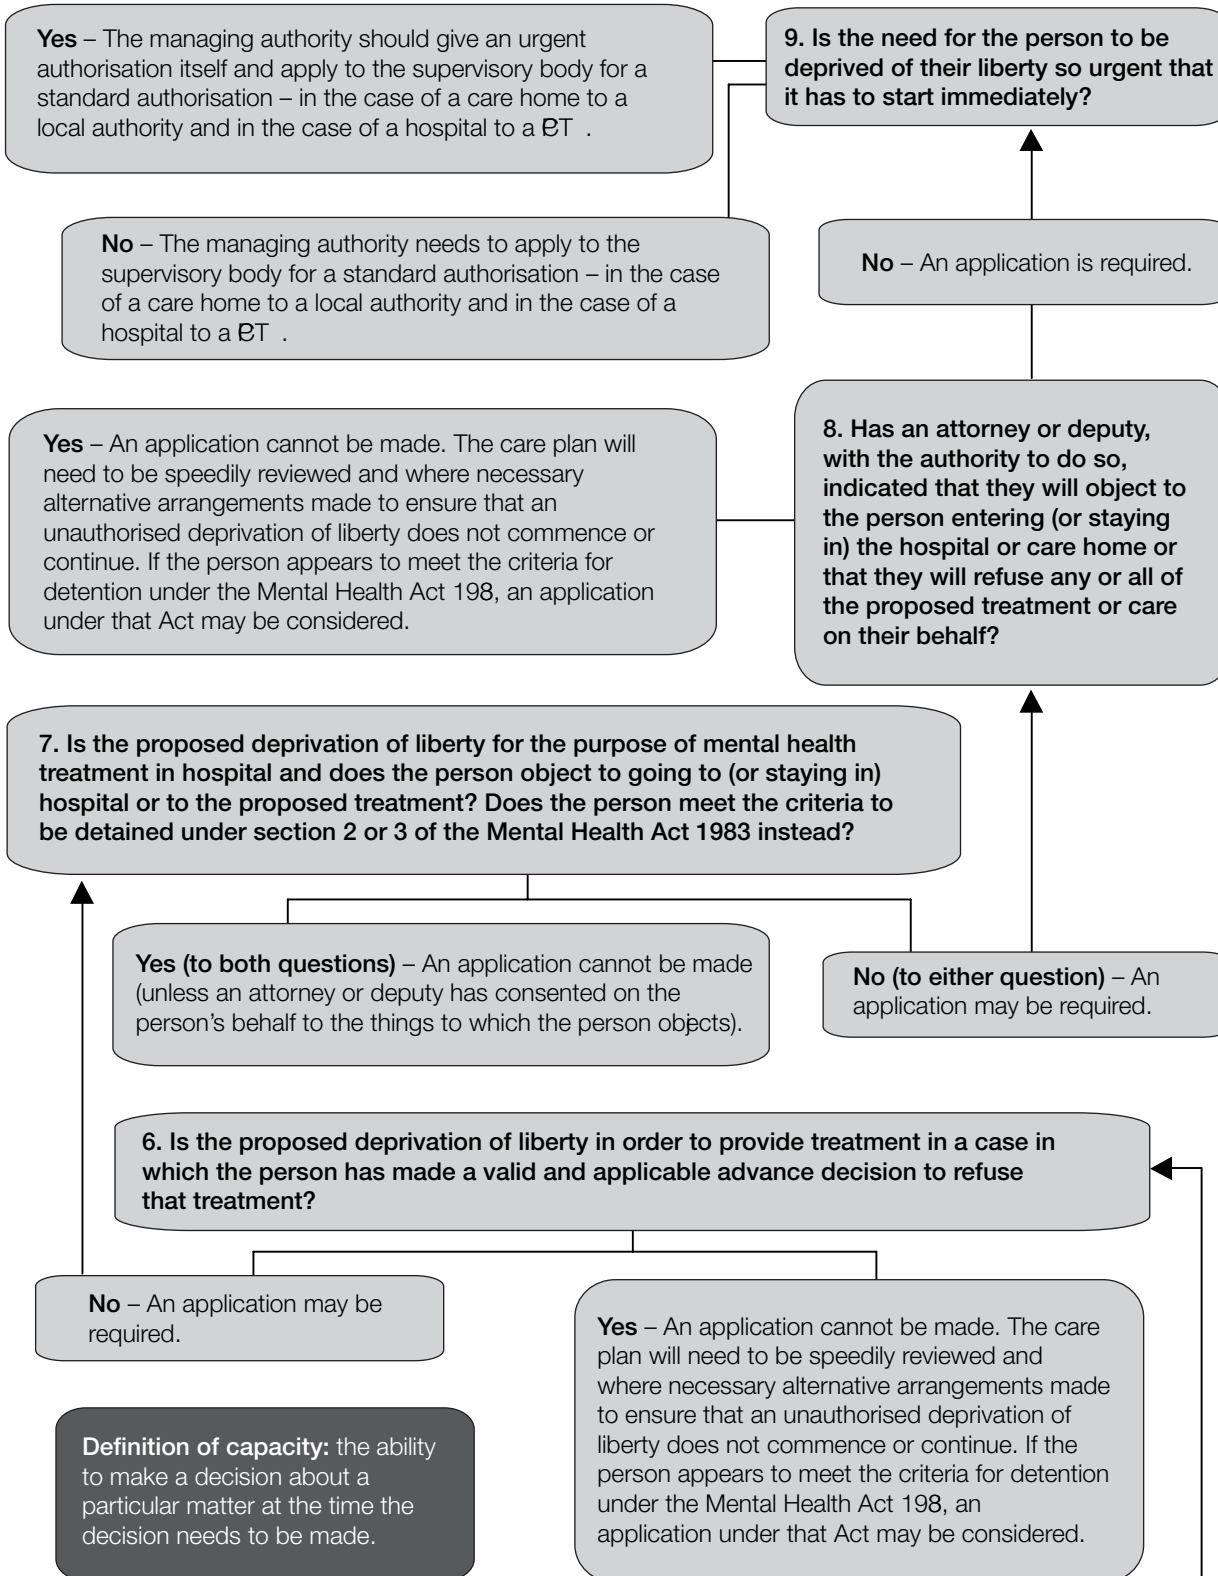 Yes – The managing authority should give an urgent
authorisation itself and apply to the supervisory body for a
standard authorisation – in the case of a care home to a
local authority and in the case of a hospital to a PCT .
9. Is the need for the person to be
deprived of their liberty so urgent that
it has to start immediately?
No – The managing authority needs to apply to the
supervisory body for a standard authorisation – in the case
of a care home to a local authority and in the case of a
hospital to a PCT .
No – An application is required.
Yes – An application cannot be made. The care plan will
need to be speedily reviewed and where necessary
alternative arrangements made to ensure that an
unauthorised deprivation of liberty does not commence or
continue. If the person appears to meet the criteria for
detention under the Mental Health Act 198, an application
under that Act may be considered.
8. Has an attorney or deputy,
with the authority to do so,
indicated that they will object to
the person entering (or staying
in) the hospital or care home or
that they will refuse any or all of
the proposed treatment or care
on their behalf?
7. Is the proposed deprivation of liberty for the purpose of mental health
treatment in hospital and does the person object to going to (or staying in)
hospital or to the proposed treatment? Does the person meet the criteria to
be detained under section 2 or 3 of the Mental Health Act 1983 instead?
Yes (to both questions) – An application cannot be made
(unless an attorney or deputy has consented on the
person’s behalf to the things to which the person objects).
No (to either question) – An
application may be required.
6. Is the proposed deprivation of liberty in order to provide treatment in a case in
which the person has made a valid and applicable advance decision to refuse
that treatment?
No – An application may be
required.
Yes – An application cannot be made. The care
plan will need to be speedily reviewed and
where necessary alternative arrangements made
to ensure that an unauthorised deprivation of
liberty does not commence or continue. If the
person appears to meet the criteria for detention
under the Mental Health Act 198, an
application under that Act may be considered.
Definition of capacity: the ability
to make a decision about a
particular matter at the time the
decision needs to be made.